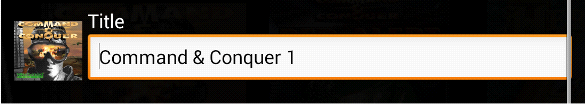 Title
COMMAND
& CONQUER
Command & Conquer 1